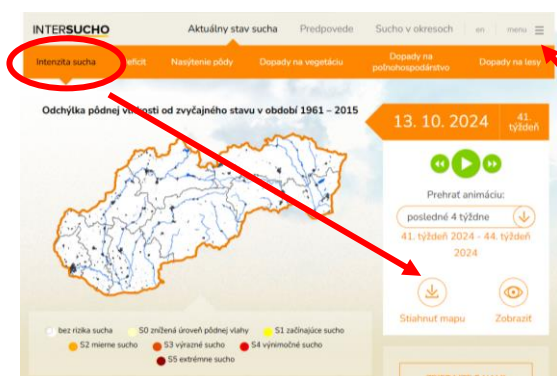 INTERSUCHO
Aktuálny stav sucha
Predpovede
Sucho v okresoch
en
menu
Intenzita sucha
Nasýtenie pôdy
Dopady na vegetáciu
Dopady na
poľnohospodárstvo
Dopady na lesy
Odchýlka pôdnej vlhkosti od zvyčajného stavu v období 1961 – 2015
13. 10. 2024
41.
týždeň
Prehrať animáciu:
posledné 4 týždne
41. týždeň 2024 - 44. týždeň
2024
Stiahnuť mapu
Zobraziť
bez rizika sucha
S0 znížená úroveň pôdnej vlahy
S1 začínajúce sucho
S2 mierne sucho
S3 výrazné sucho
S4 výnimočné sucho
S5 extrémne sucho